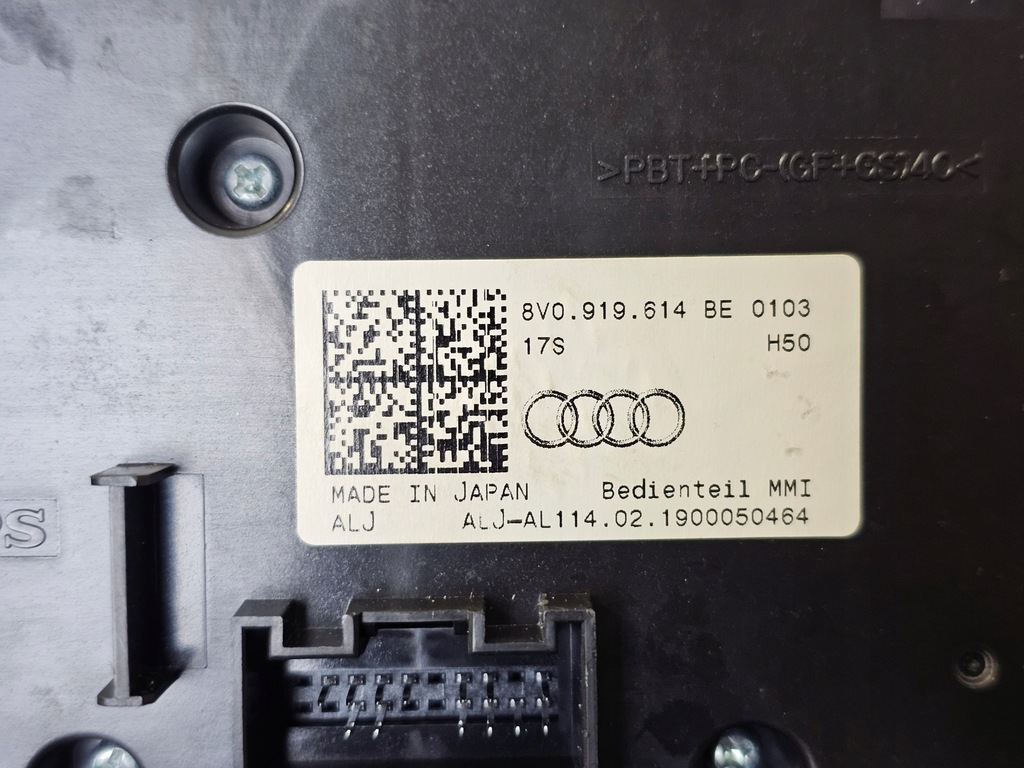 >PBT+PC-(GF+GS)40<
8V0.919.614 BE 0103
17S H50
MADE IN JAPAN Bedienteil MMI
ALJ ALJ-AL114.02.1900050464